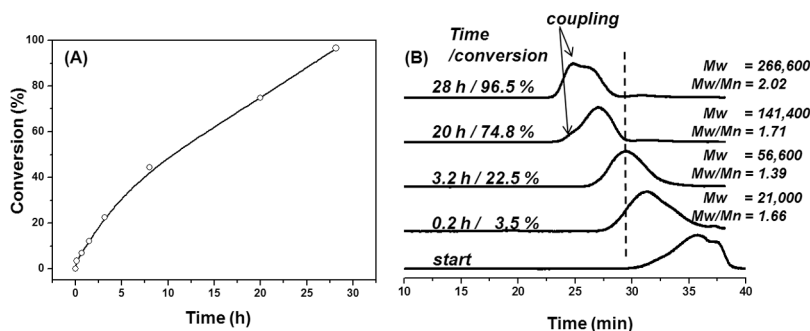 (A)
Conversion (%)
100
80
60
40
20
0
0 5 10 15 20 25 30
Time (h)
(B)
coupling
Time
/conversion
28 h / 96.5 %
Mw = 266,600
Mw/Mn = 2.02
20 h / 74.8 %
Mw = 141,400
Mw/Mn = 1.71
3.2 h / 22.5 %
Mw = 56,600
Mw/Mn = 1.39
0.2 h / 3,5 %
Mw = 21,000
Mw/Mn = 1.66
start
10 15 20 25 30 35 40
Time (min)